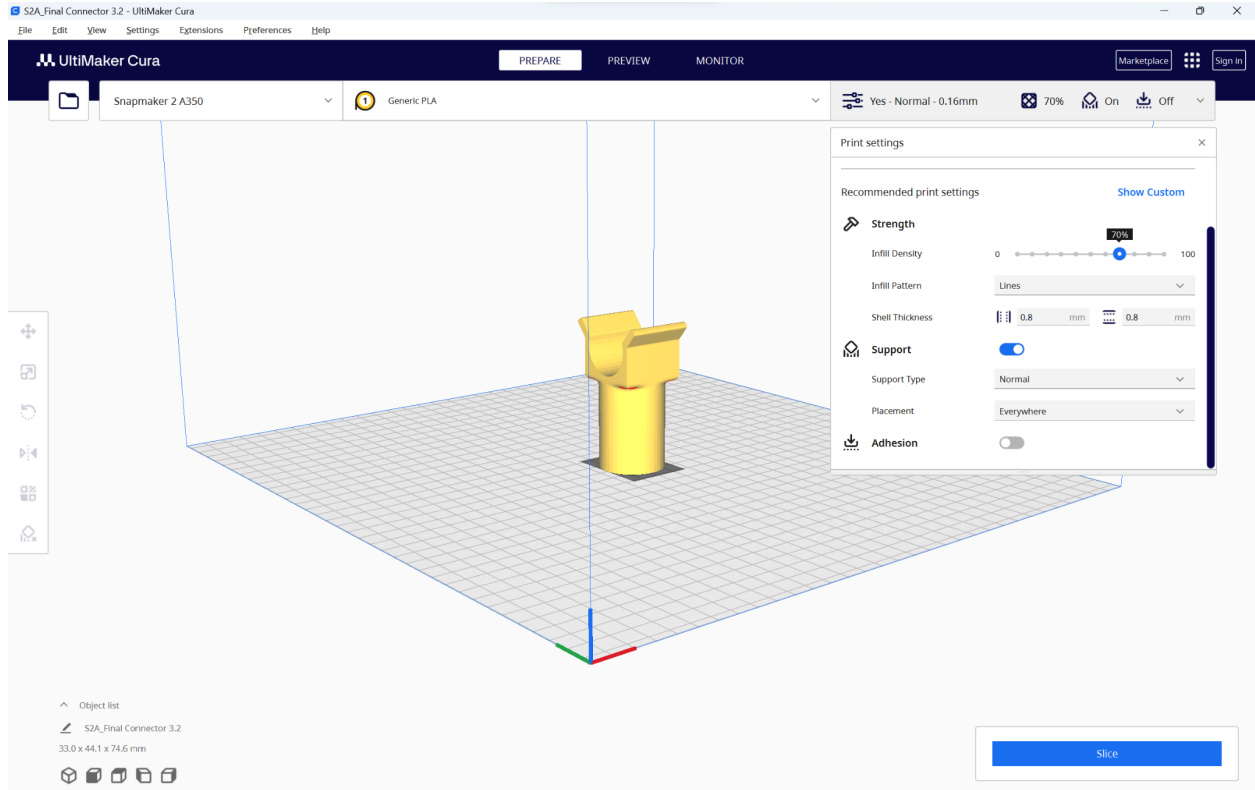 S2A_Final Connector 3.2 - UltiMaker Cura
File Edit View Settings Extensions Preferences Help
UltiMaker Cura PREPARE PREVIEW MONITOR Marketplace Sign in
Snapmaker 2 A350 1 Generic PLA Yes - Normal - 0.16mm 70% On Off
Print settings
Recommended print settings Show Custom
Strength
70%
Infill Density 0 100
Infill Pattern Lines
Shell Thickness 0.8 mm 0.8 mm
Support
Support Type Normal
Placement Everywhere
Adhesion
Object list
S2A_Final Connector 3.2
33.0 x 44.1 x 74.6 mm
Slice